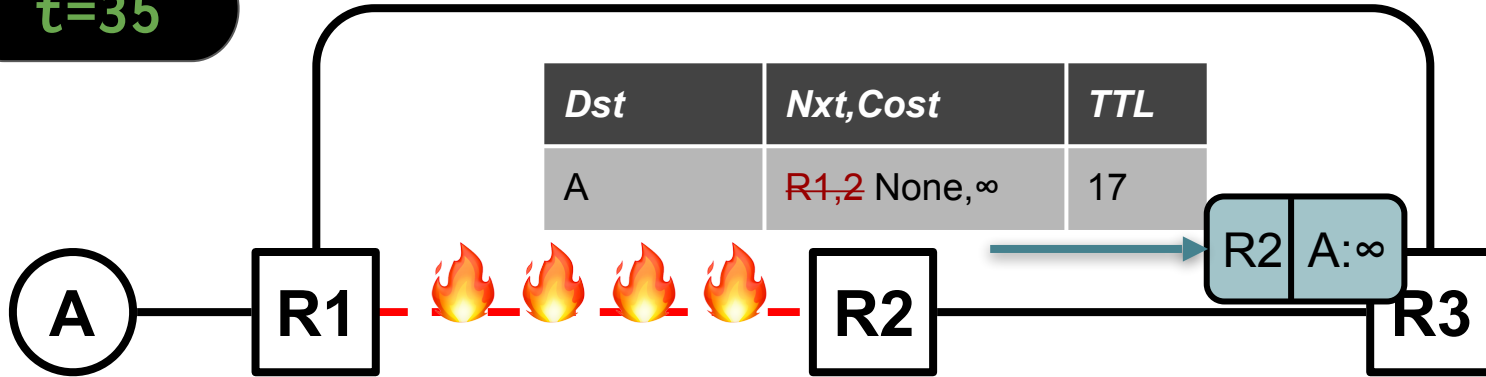 t=35
Dst Nxt,Cost TTL
A R1,2 None,∞ 17
R2 A:∞
A R1 R2 R3